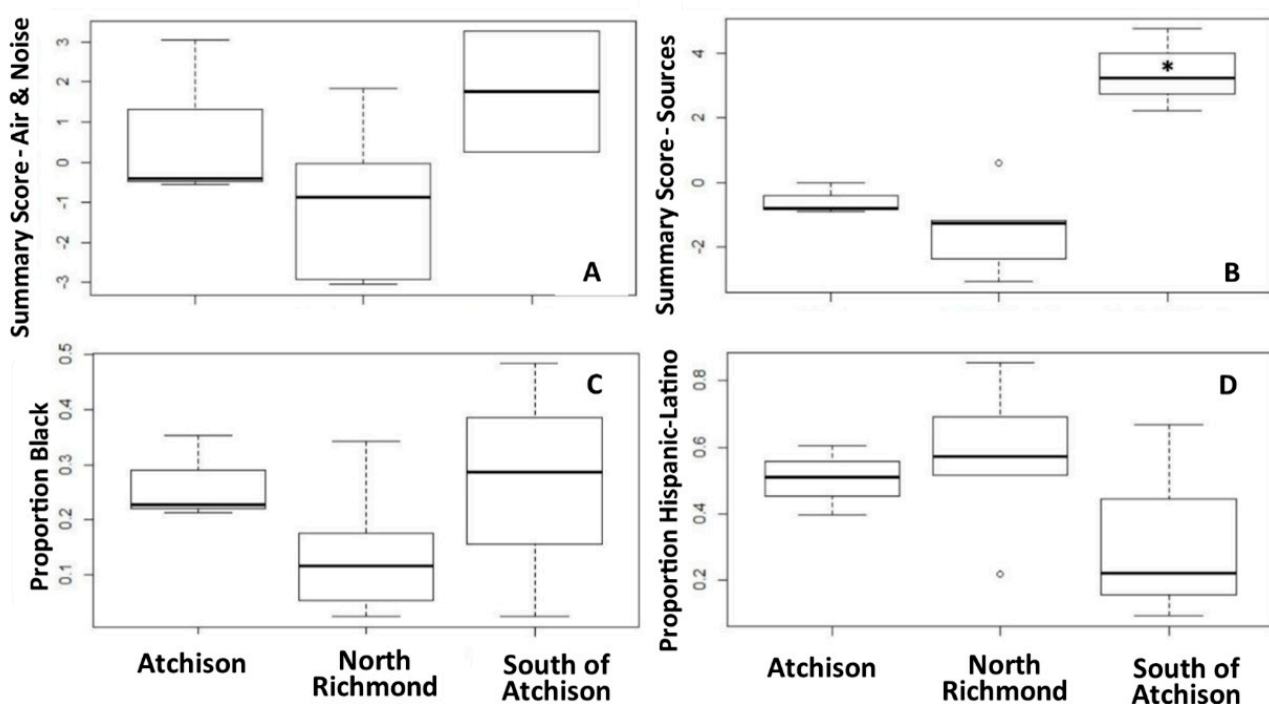 Summary Score - Air & Noise
3
2
1
0
-1
-2
-3
A
Summary Score - Sources
4
2
0
-2
*
B
Proportion Black
0.5
0.4
0.3
0.2
0.1
C
Atchison
North
Richmond
South of
Atchison
Proportion Hispanic-Latino
0.8
0.6
0.4
0.2
D
Atchison
North
Richmond
South of
Atchison